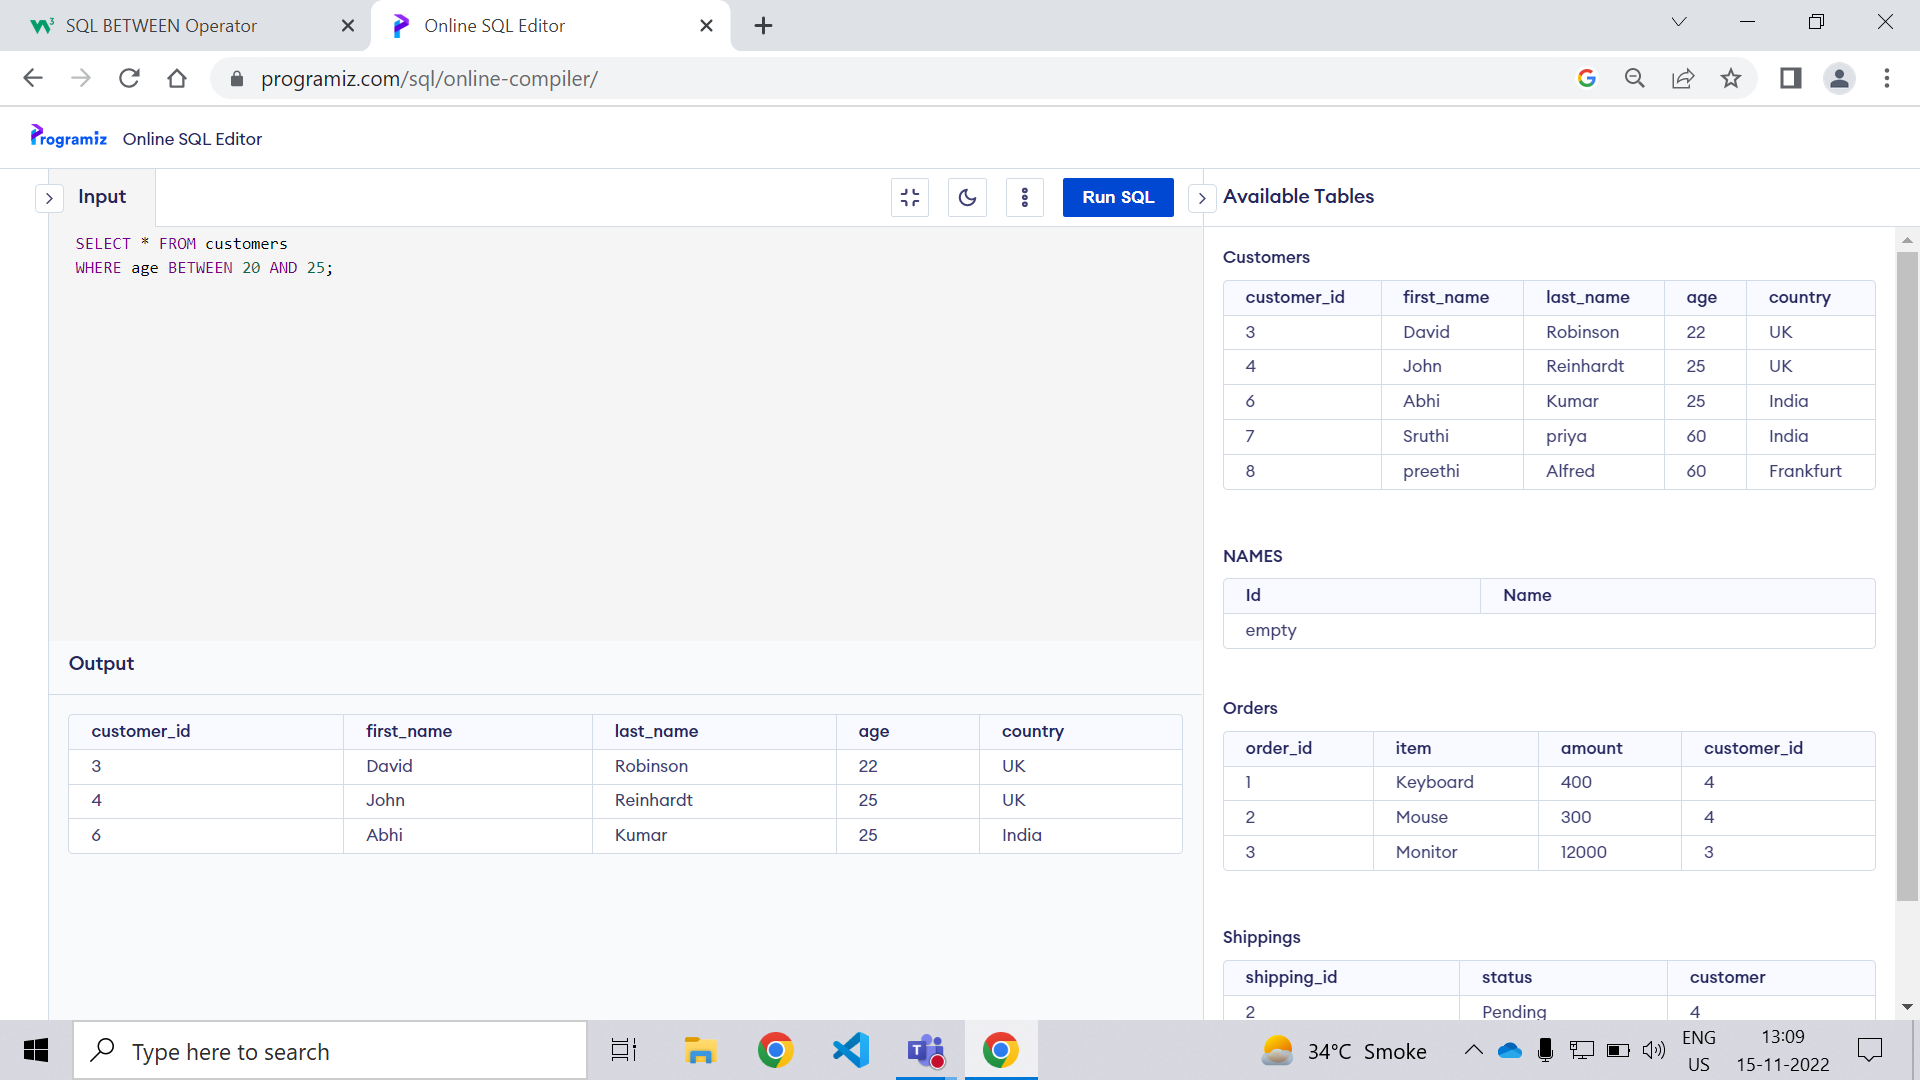 SQL BETWEEN Operator
Online SQL Editor
programiz.com/sql/online-compiler/
Programiz Online SQL Editor
Input
Run SQL
SELECT * FROM customers
WHERE age BETWEEN 20 AND 25;
Output
customer_id first_name last_name age country
3 David Robinson 22 UK
4 John Reinhardt 25 UK
6 Abhi Kumar 25 India
Available Tables
Customers
customer_id first_name last_name age country
3 David Robinson 22 UK
4 John Reinhardt 25 UK
6 Abhi Kumar 25 India
7 Sruthi priya 60 India
8 preethi Alfred 60 Frankfurt
NAMES
Id Name
empty
Orders
order_id item amount customer_id
1 Keyboard 400 4
2 Mouse 300 4
3 Monitor 12000 3
Shippings
shipping_id status customer
2 Pending 4
Type here to search
34°C Smoke
ENG
US
13:09
15-11-2022